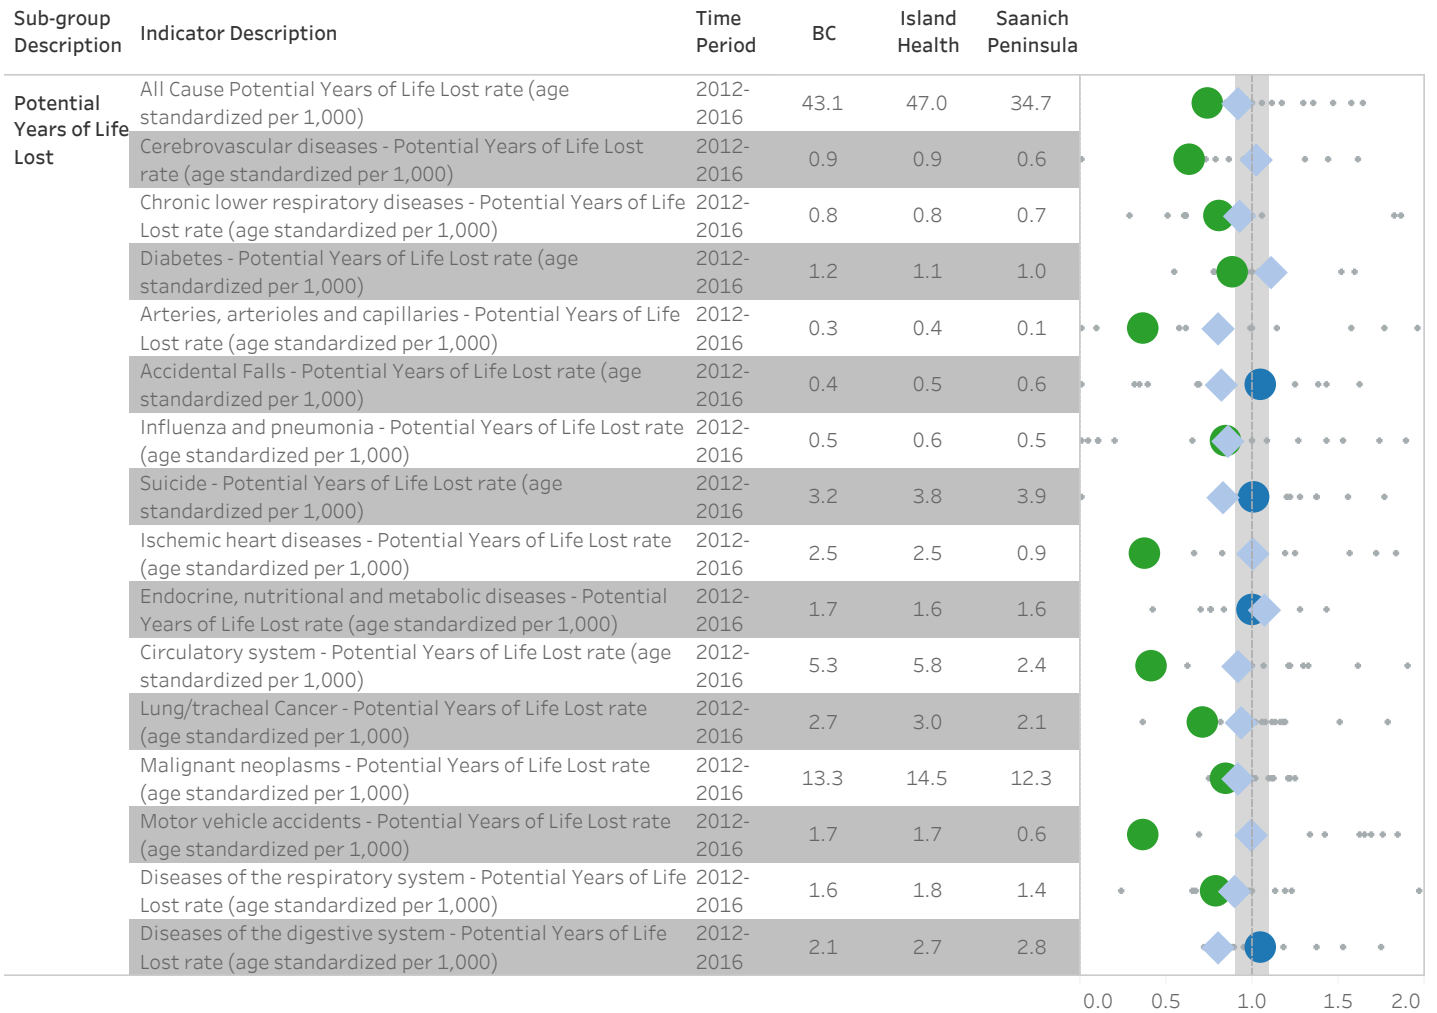 Sub-group
Description
Indicator Description
Time
Period
BC
Island
Health
Saanich
Peninsula
Potential
Years of Life
Lost
All Cause Potential Years of Life Lost rate (age
standardized per 1,000)
2012-
2016
43.1
47.0
34.7
Cerebrovascular diseases - Potential Years of Life Lost
rate (age standardized per 1,000)
2012-
2016
0.9
0.9
0.6
Chronic lower respiratory diseases - Potential Years of Life
Lost rate (age standardized per 1,000)
2012-
2016
0.8
0.8
0.7
Diabetes - Potential Years of Life Lost rate (age
standardized per 1,000)
2012-
2016
1.2
1.1
1.0
Arteries, arterioles and capillaries - Potential Years of Life
Lost rate (age standardized per 1,000)
2012-
2016
0.3
0.4
0.1
Accidental Falls - Potential Years of Life Lost rate (age
standardized per 1,000)
2012-
2016
0.4
0.5
0.6
Influenza and pneumonia - Potential Years of Life Lost rate
(age standardized per 1,000)
2012-
2016
0.5
0.6
0.5
Suicide - Potential Years of Life Lost rate (age
standardized per 1,000)
2012-
2016
3.2
3.8
3.9
Ischemic heart diseases - Potential Years of Life Lost rate
(age standardized per 1,000)
2012-
2016
2.5
2.5
0.9
Endocrine, nutritional and metabolic diseases - Potential
Years of Life Lost rate (age standardized per 1,000)
2012-
2016
1.7
1.6
1.6
Circulatory system - Potential Years of Life Lost rate (age
standardized per 1,000)
2012-
2016
5.3
5.8
2.4
Lung/tracheal Cancer - Potential Years of Life Lost rate
(age standardized per 1,000)
2012-
2016
2.7
3.0
2.1
Malignant neoplasms - Potential Years of Life Lost rate
(age standardized per 1,000)
2012-
2016
13.3
14.5
12.3
Motor vehicle accidents - Potential Years of Life Lost rate
(age standardized per 1,000)
2012-
2016
1.7
1.7
0.6
Diseases of the respiratory system - Potential Years of Life
Lost rate (age standardized per 1,000)
2012-
2016
1.6
1.8
1.4
Diseases of the digestive system - Potential Years of Life
Lost rate (age standardized per 1,000)
2012-
2016
2.1
2.7
2.8
0.0 0.5 1.0 1.5 2.0